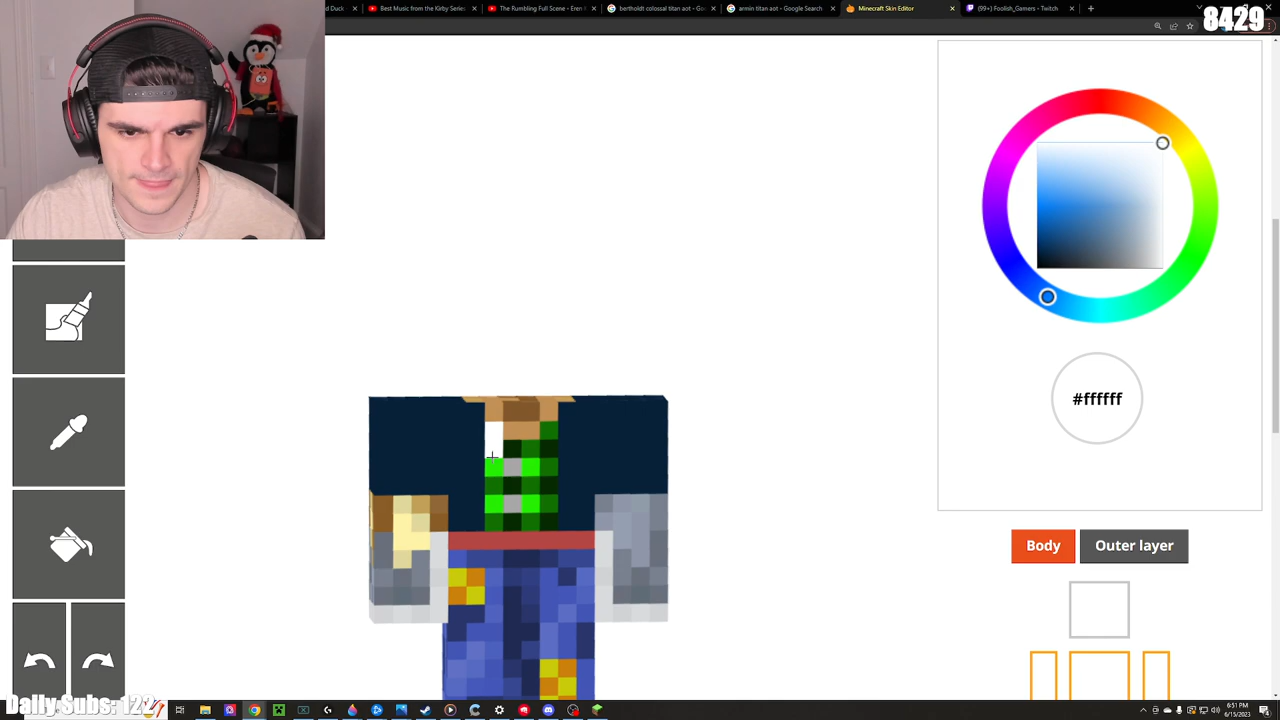 d Duck -
Best Music from the Kirby Series
The Rumbling Full Scene - Eren
bertholdt colossal titan aot - Go
armin titan aot - Google Search
Minecraft Skin Editor
(99+) Foolish_Gamers - Twitch
8429
#ffffff
Body
Outer layer
Daily Subs: 122
6:51 PM
6/15/2023